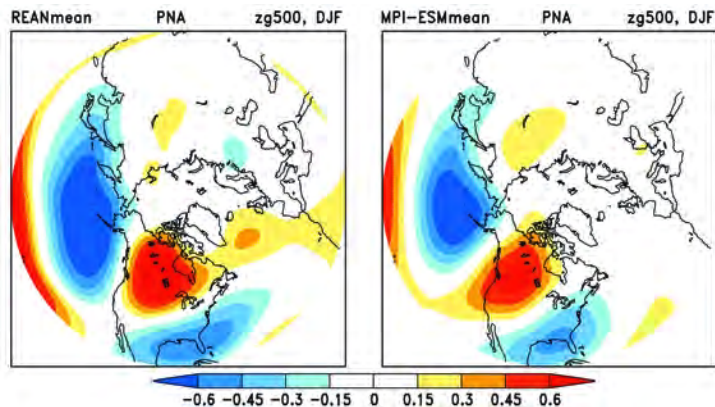 REANmean PNA zg500, DJF
MPI-ESMmean PNA zg500, DJF
-0.6 -0.45 -0.3 -0.15 0 0.15 0.3 0.45 0.6